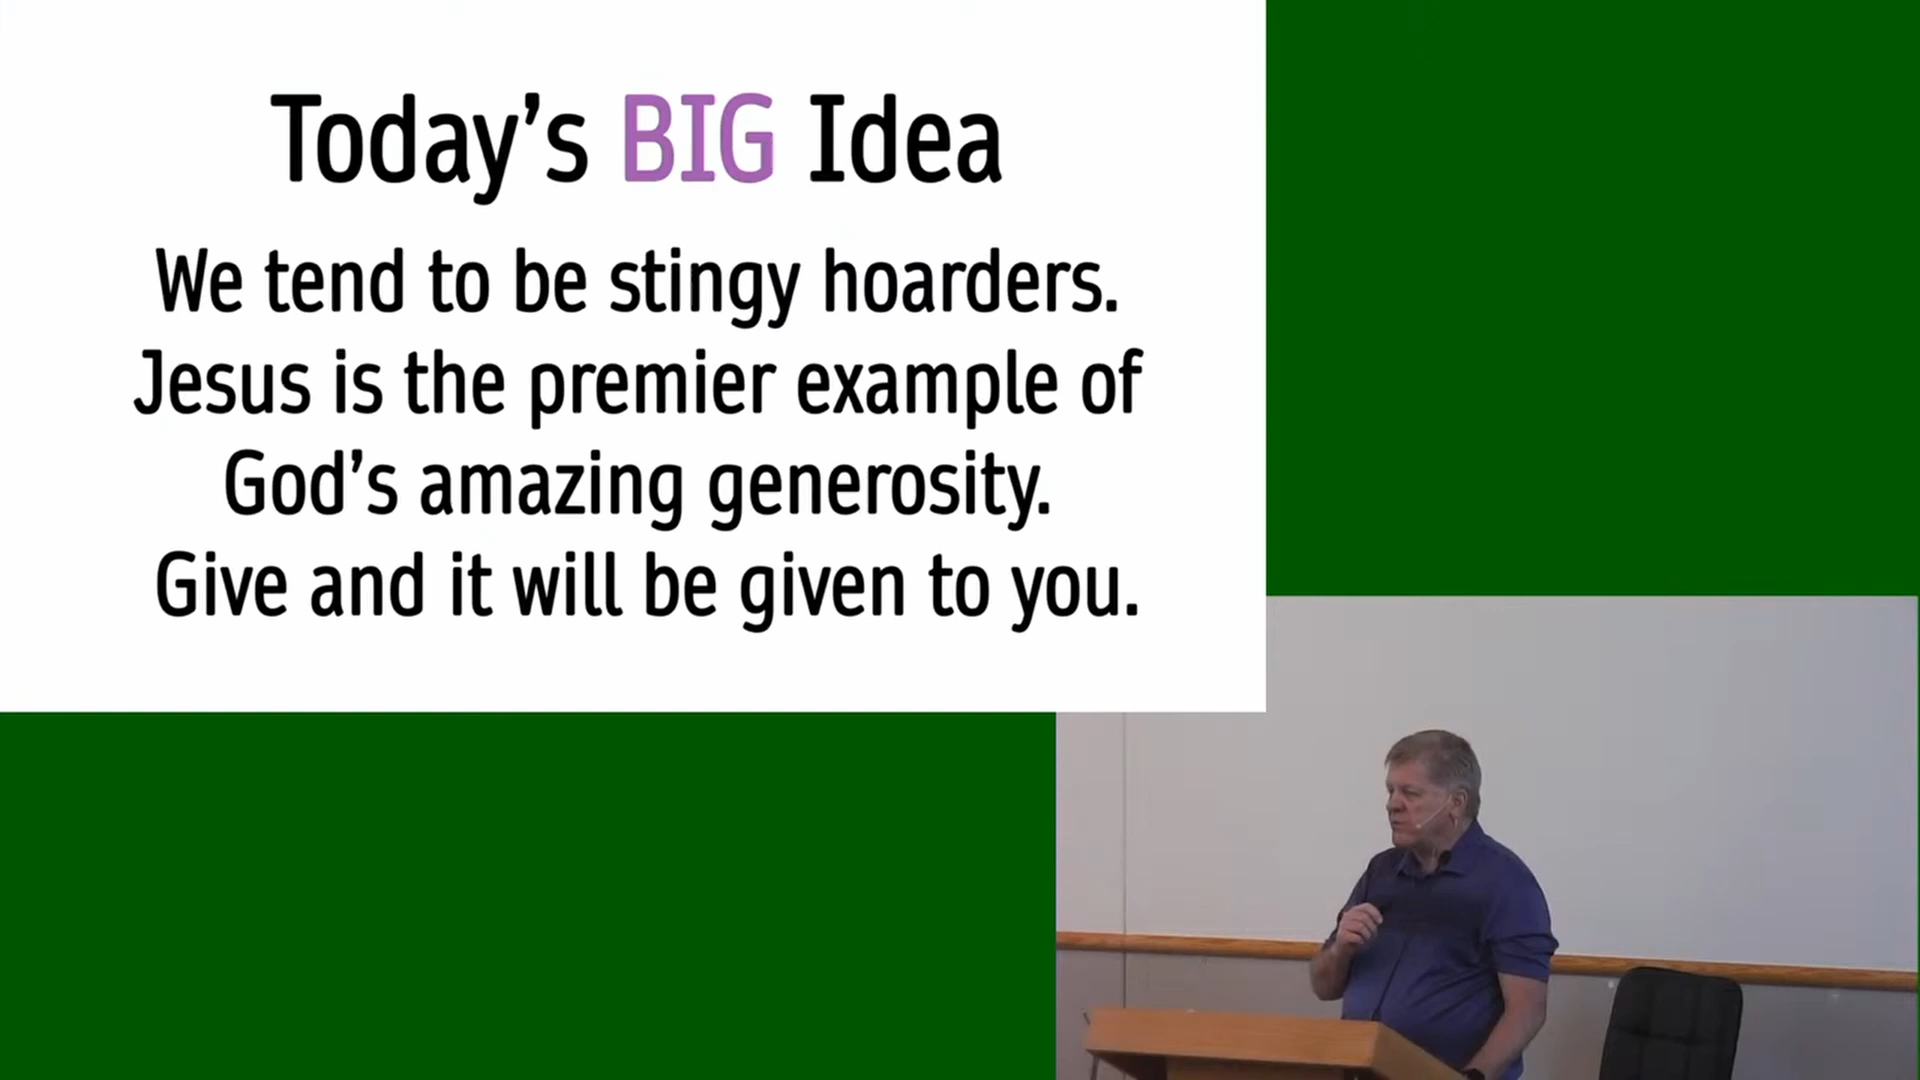 Today’s BIG Idea
We tend to be stingy hoarders.
Jesus is the premier example of
God’s amazing generosity.
Give and it will be given to you.